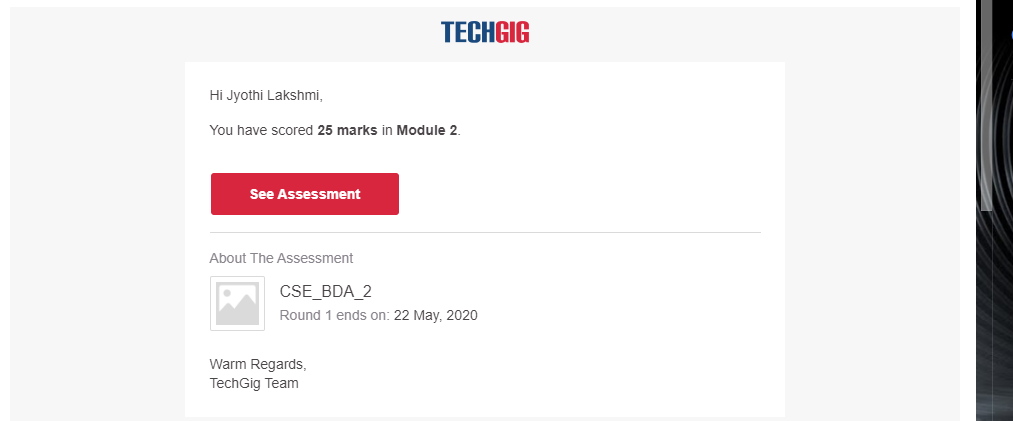 TECHGIG
Hi Jyothi Lakshmi,
You have scored 25 marks in Module 2.
See Assessment
About The Assessment
CSE_BDA_2
Round 1 ends on: 22 May, 2020
Warm Regards,
TechGig Team